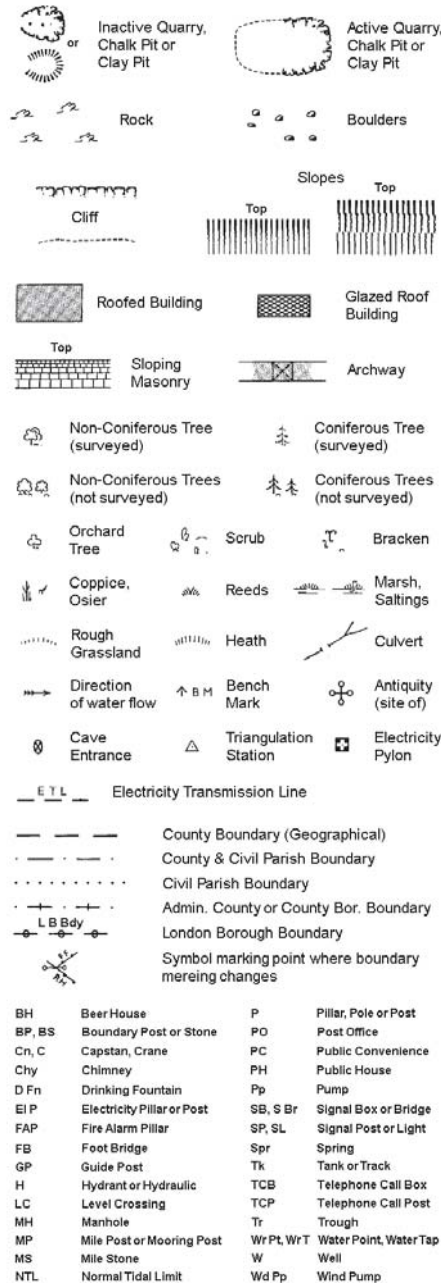 or
Inactive Quarry,
Chalk Pit or
Clay Pit
Active Quarry,
Chalk Pit or
Clay Pit
Rock
Boulders
Cliff
Slopes
Top
Top
Roofed Building
Glazed Roof
Building
Top
Sloping
Masonry
Archway
Non-Coniferous Tree
(surveyed)
Coniferous Tree
(surveyed)
Non-Coniferous Trees
(not surveyed)
Coniferous Trees
(not surveyed)
Orchard
Tree
Scrub
Bracken
Coppice,
Osier
Reeds
Marsh,
Saltings
Rough
Grassland
Heath
Culvert
Direction
of water flow
B M
Bench
Mark
Antiquity
(site of)
Cave
Entrance
Triangulation
Station
Electricity
Pylon
E T L
Electricity Transmission Line
County Boundary (Geographical)
County & Civil Parish Boundary
Civil Parish Boundary
Admin. County or County Bor. Boundary
L B Bdy
London Borough Boundary
Symbol marking point where boundary
mereing changes
BH Beer House P Pillar, Pole or Post
BP, BS Boundary Post or Stone PO Post Office
Cn, C Capstan, Crane PC Public Convenience
Chy Chimney PH Public House
D Fn Drinking Fountain Pp Pump
El P Electricity Pillar or Post SB, S Br Signal Box or Bridge
FAP Fire Alarm Pillar SP, SL Signal Post or Light
FB Foot Bridge Spr Spring
GP Guide Post Tk Tank or Track
H Hydrant or Hydraulic TCB Telephone Call Box
LC Level Crossing TCP Telephone Call Post
MH Manhole Tr Trough
MP Mile Post or Mooring Post Wr Pt, Wr T Water Point, Water Tap
MS Mile Stone W Well
NTL Normal Tidal Limit Wd Pp Wind Pump